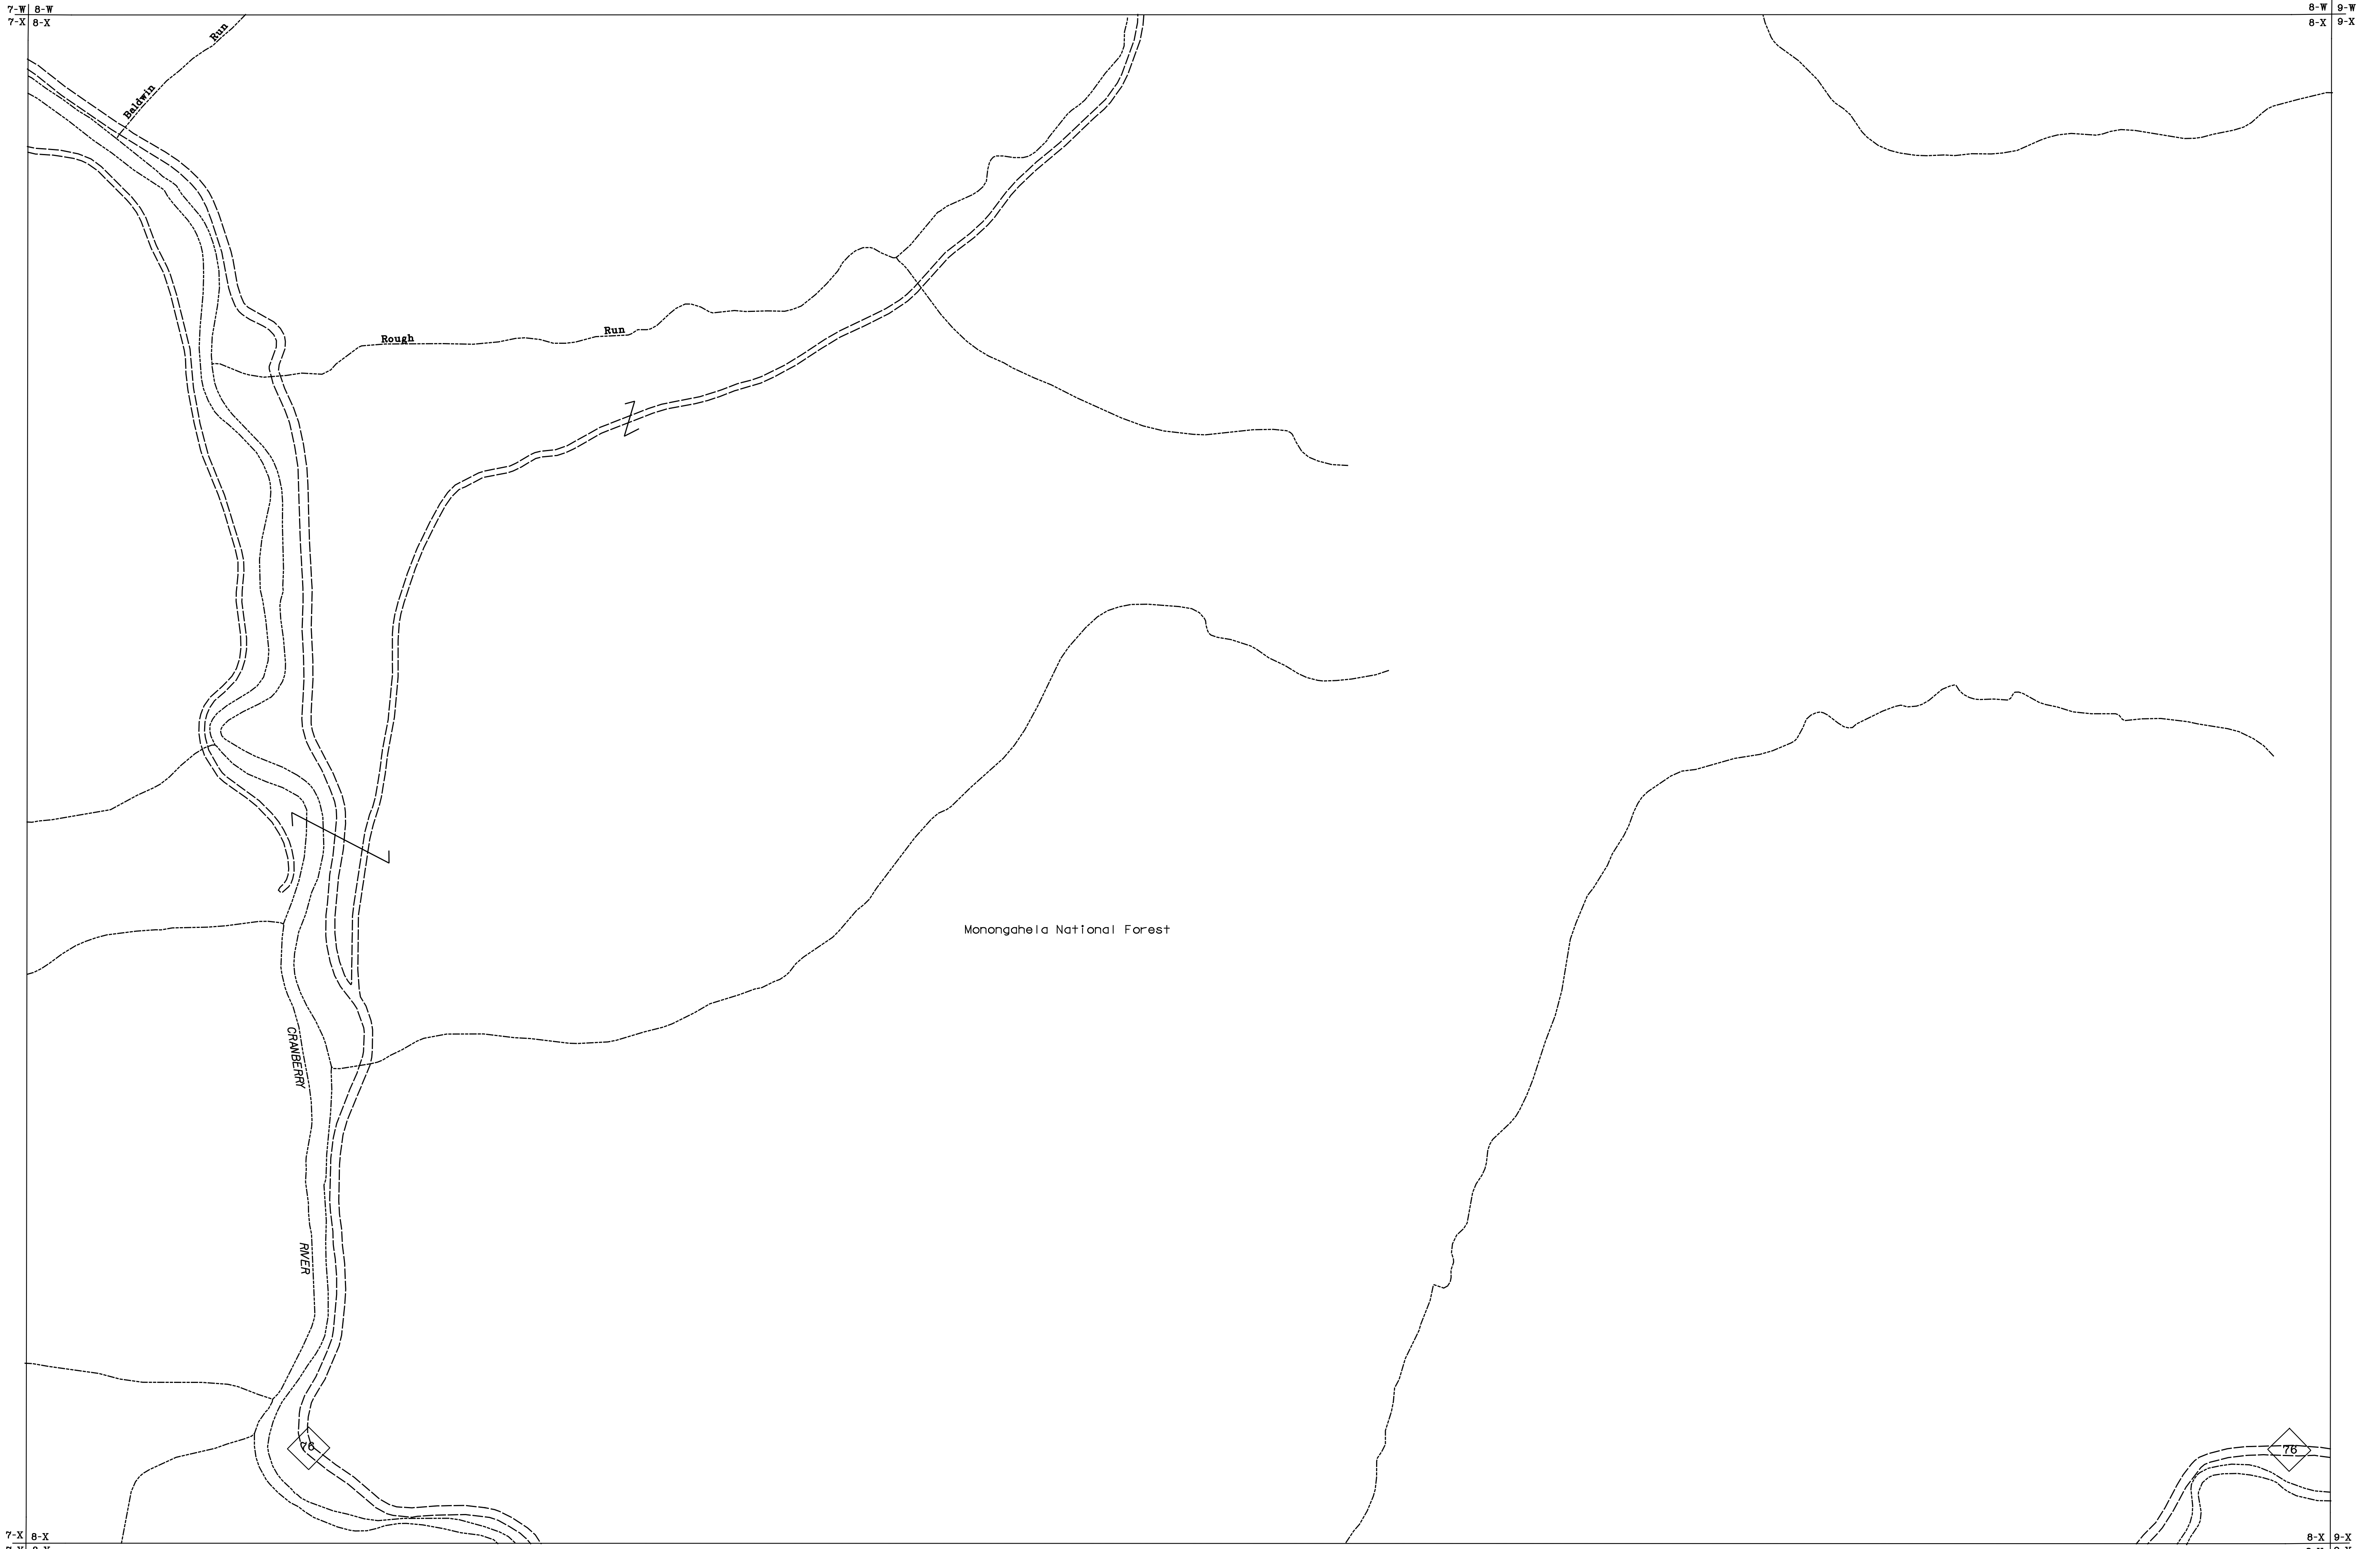 7-W 8-W
8-W 9-W
7-X 8-X
8-X 9-X
Run
Baldwin
Rough Run
Monongahela National Forest
CRANBERRY
RIVER
76
76
7-X 8-X
8-X 9-X